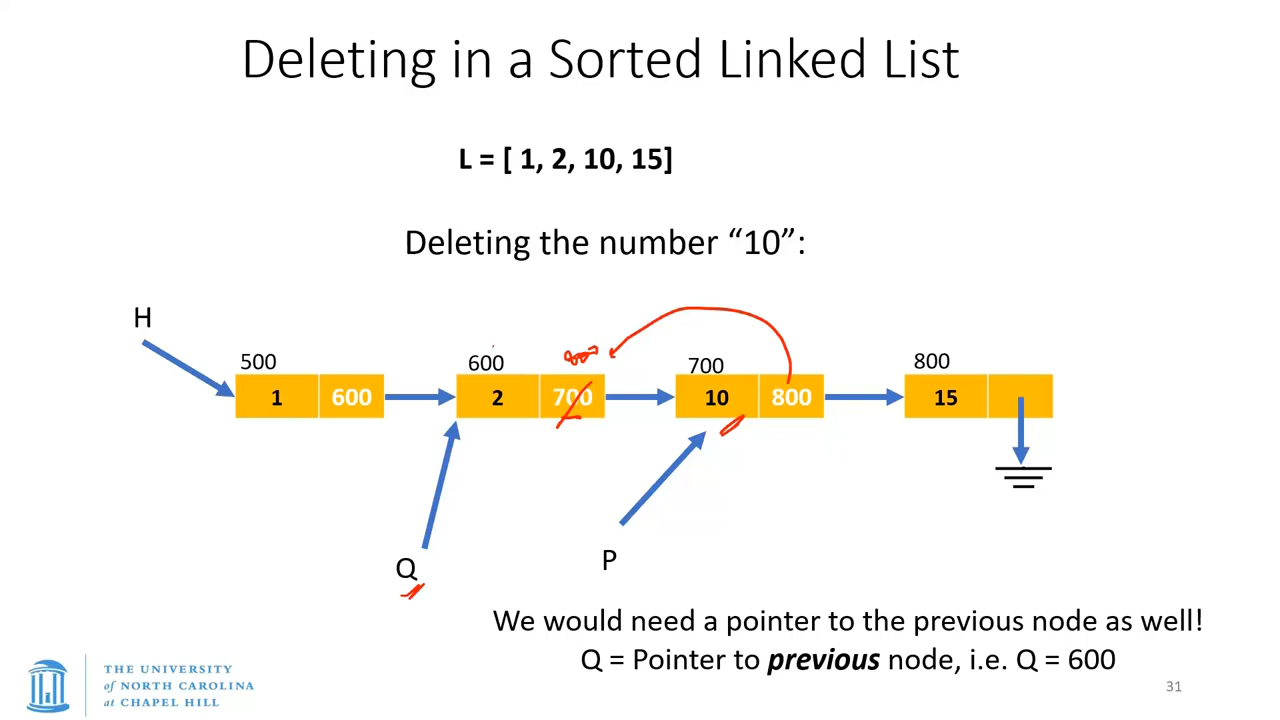 Deleting in a Sorted Linked List
L = [ 1, 2, 10, 15]
Deleting the number “10”:
H
500
600
700
800
1 600
2 700
10 800
15
Q
P
We would need a pointer to the previous node as well!
Q = Pointer to previous node, i.e. Q = 600
THE UNIVERSITY
of NORTH CAROLINA
at CHAPEL HILL
31